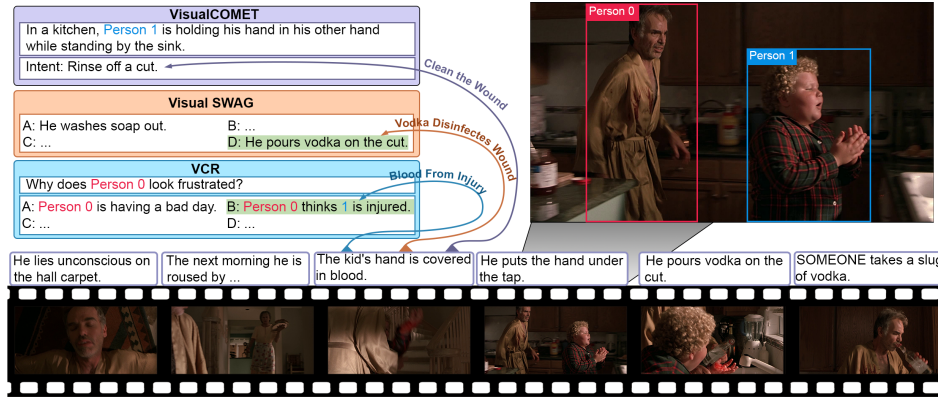 VisualCOMET
In a kitchen, Person 1 is holding his hand in his other hand
while standing by the sink.
Intent: Rinse off a cut.
Clean the Wound
Visual SWAG
A: He washes soap out.
B: ...
C: ...
D: He pours vodka on the cut.
Vodka Disinfectes Wound
VCR
Why does Person 0 look frustrated?
A: Person 0 is having a bad day.
B: Person 0 thinks 1 is injured.
C: ...
D: ...
Blood From Injury
Person 0
Person 1
He lies unconscious on
the hall carpet.
The next morning he is
roused by ...
The kid's hand is covered
in blood.
He puts the hand under
the tap.
He pours vodka on the
cut.
SOMEONE takes a slug
of vodka.